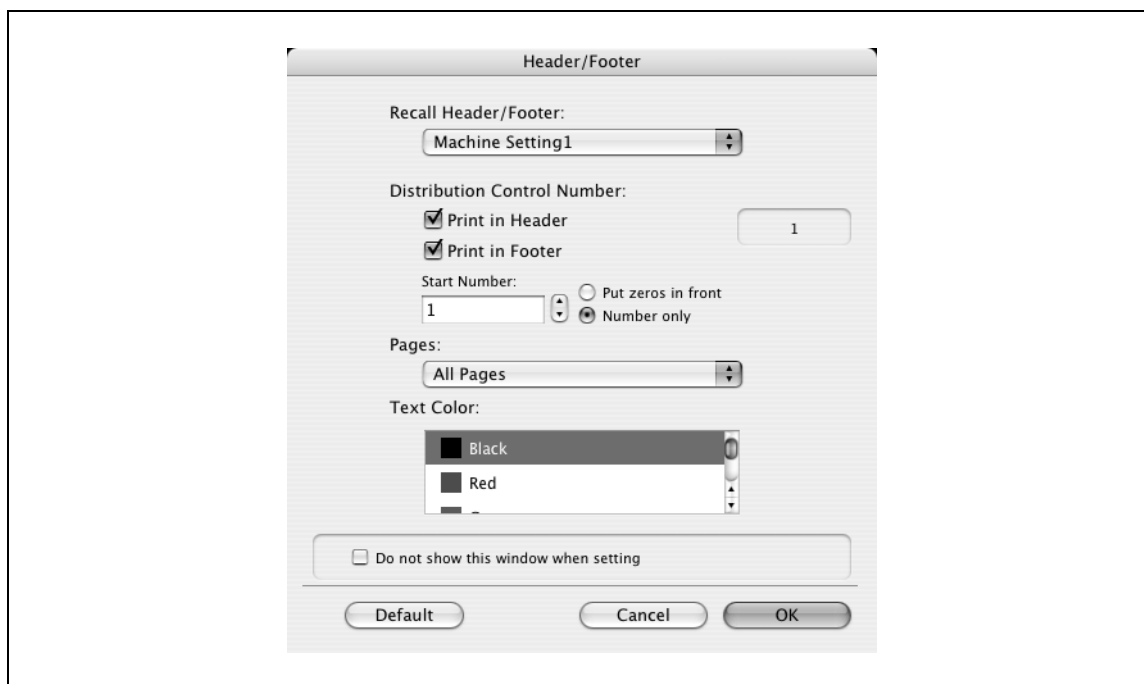 Header/Footer
Recall Header/Footer:
Machine Setting1
Distribution Control Number:
Print in Header
1
Print in Footer
Start Number:
Put zeros in front
1
Number only
Pages:
All Pages
Text Color:
Black
Red
Do not show this window when setting
Default
Cancel
OK